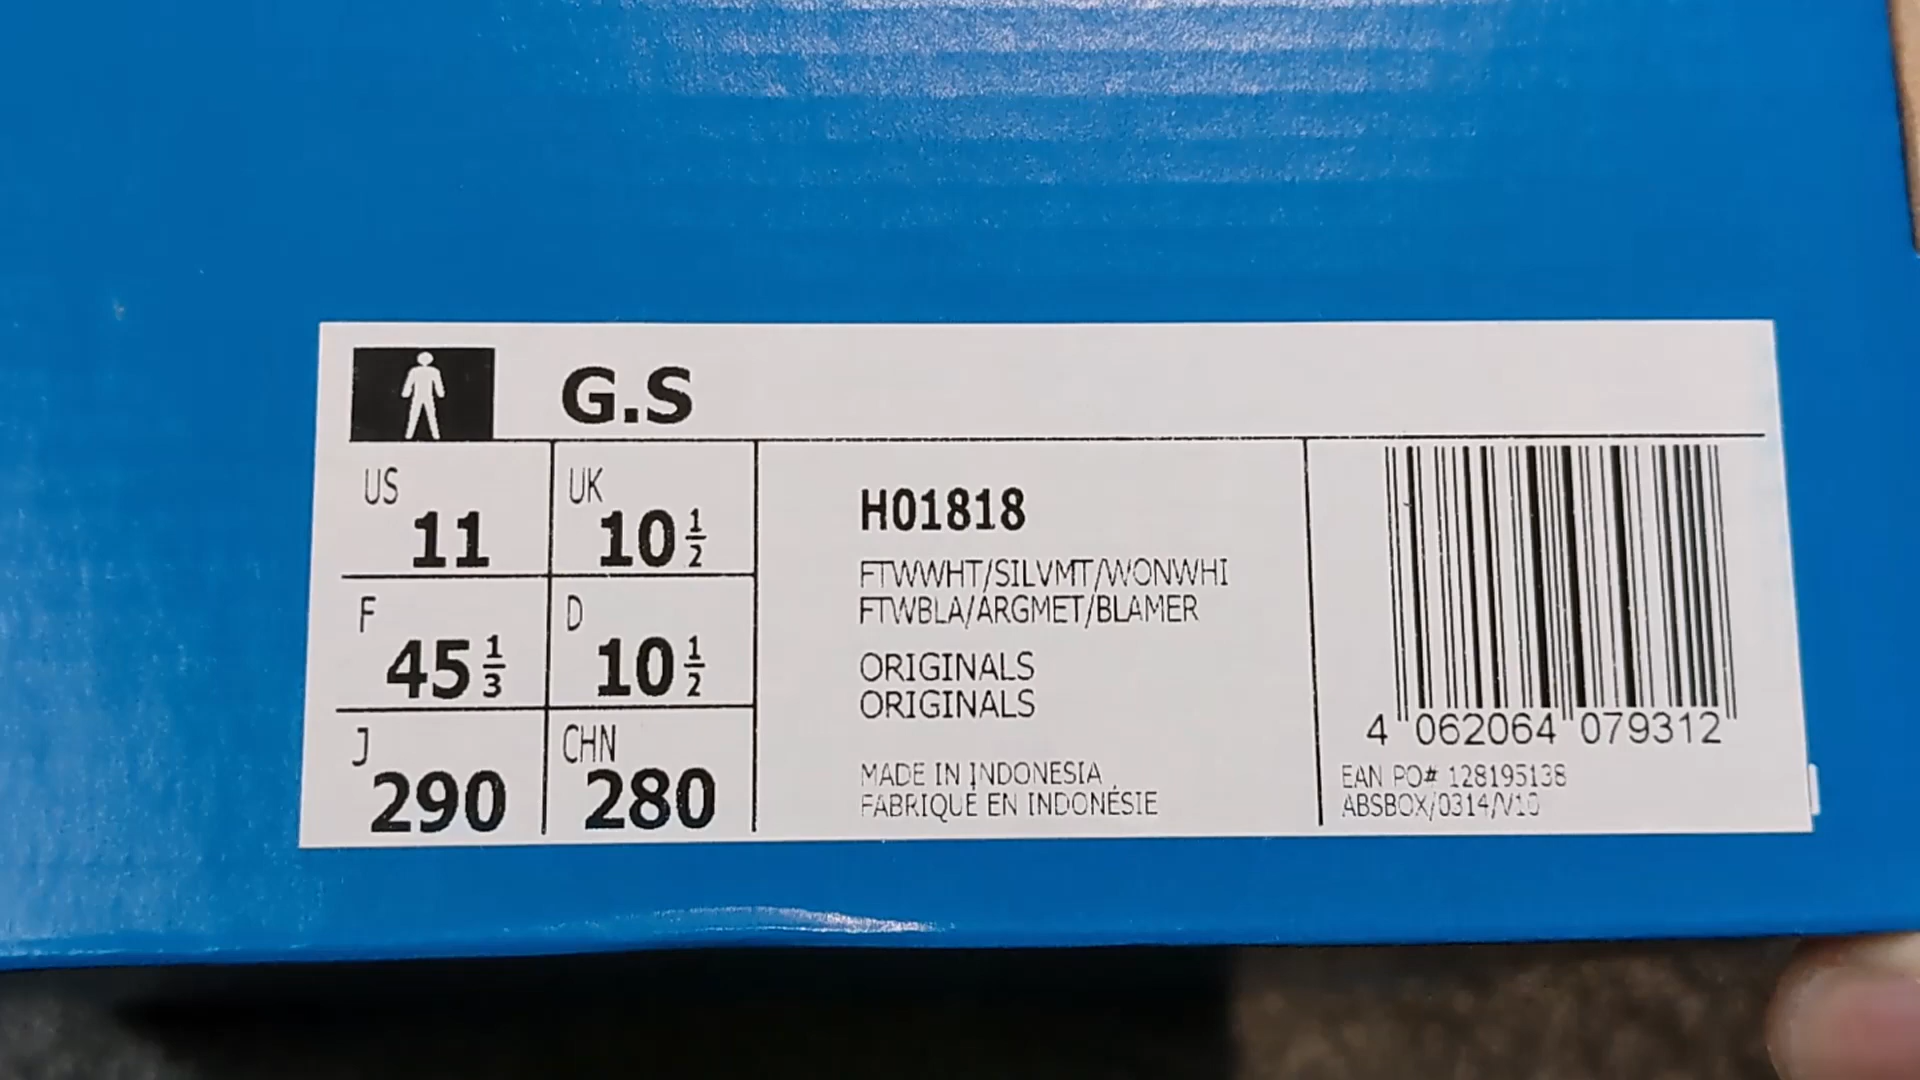 G.S
US 11 UK 10 1/2
F 45 1/3 D 10 1/2
J 290 CHN 280
H01818
FTWWHT/SILVMT/WONWHI
FTWBLA/ARGMET/BLAMER
ORIGINALS
ORIGINALS
MADE IN INDONESIA
FABRIQUÉ EN INDONÉSIE
4 062064 079312
EAN PO# 128195138
ABSBOX/0314/V10